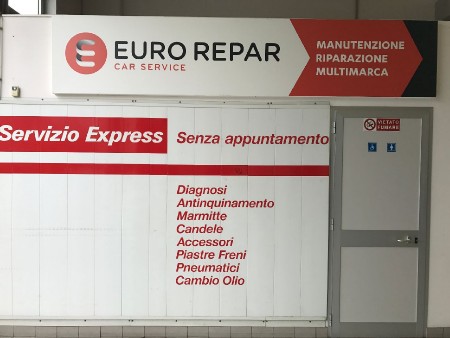 EURO REPAR
CAR SERVICE
MANUTENZIONE
RIPARAZIONE
MULTIMARCA
Servizio Express
Senza appuntamento
VIETATO
FUMARE
Diagnosi
Antinquinamento
Marmitte
Candele
Accessori
Piastre Freni
Pneumatici
Cambio Olio